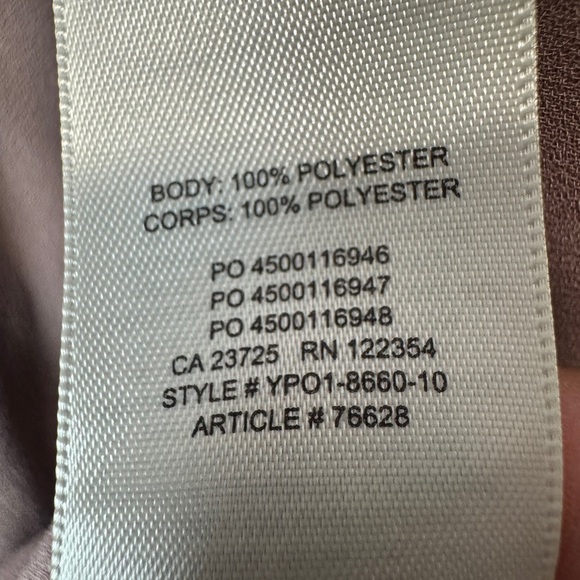 BODY: 100% POLYESTER
CORPS: 100% POLYESTER
PO 4500116946
PO 4500116947
PO 4500116948
CA 23725 RN 122354
STYLE # YPO1-8660-10
ARTICLE # 76628